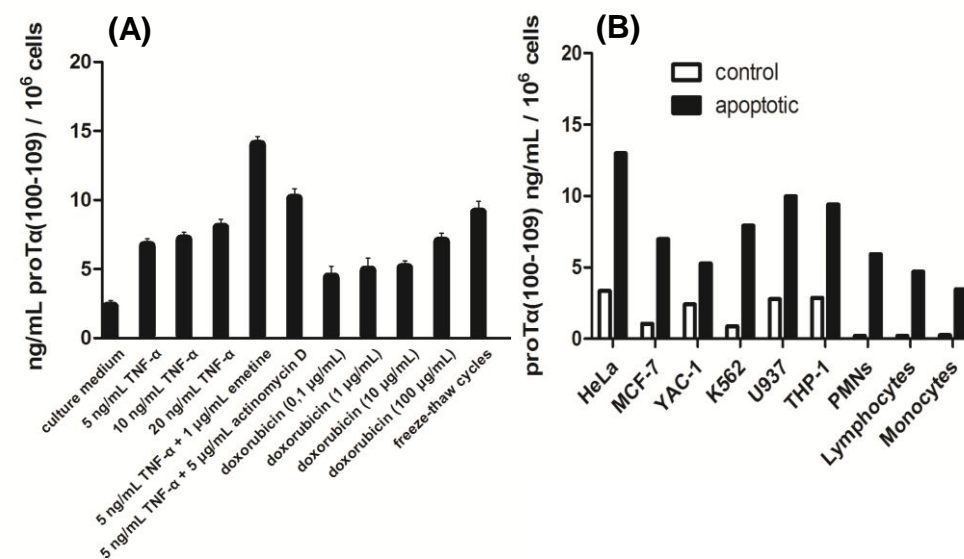 (A)
ng/mL proTα(100-109) / 10⁶ cells
20
15
10
5
0
culture medium
5 ng/mL TNF-α
10 ng/mL TNF-α
20 ng/mL TNF-α
5 ng/mL TNF-α + 1 µg/mL emetine
5 ng/mL TNF-α + 5 µg/mL actinomycin D
doxorubicin (0.1 µg/mL)
doxorubicin (1 µg/mL)
doxorubicin (10 µg/mL)
doxorubicin (100 µg/mL)
freeze-thaw cycles
(B)
proTα(100-109) ng/mL / 10⁶ cells
20
15
10
5
0
control
apoptotic
HeLa
MCF-7
YAC-1
K562
U937
THP-1
PMNs
Lymphocytes
Monocytes